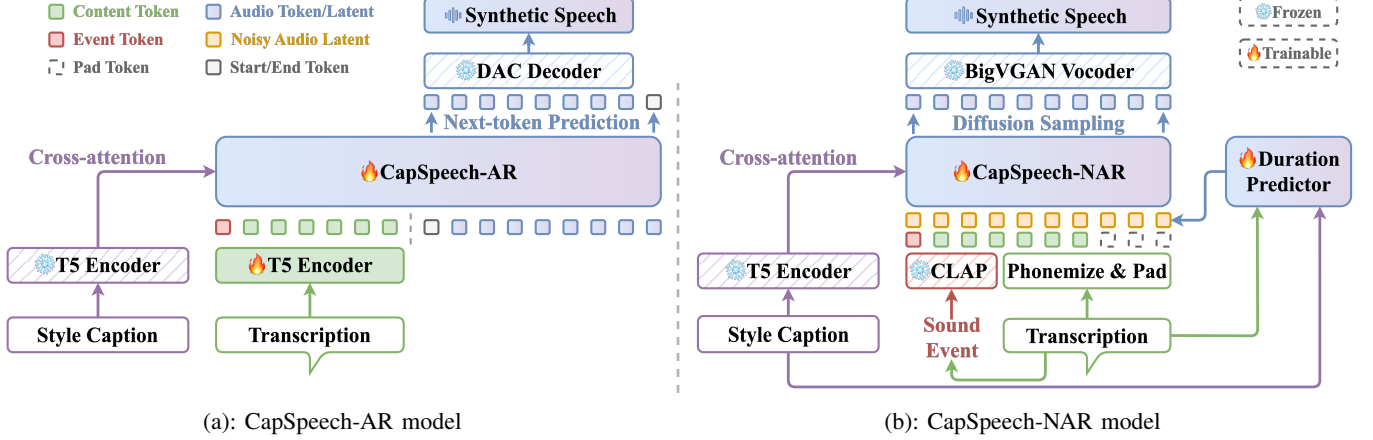 Content Token
Audio Token/Latent
Event Token
Noisy Audio Latent
Pad Token
Start/End Token
Synthetic Speech
DAC Decoder
Next-token Prediction
Cross-attention
CapSpeech-AR
T5 Encoder
T5 Encoder
Style Caption
Transcription
(a): CapSpeech-AR model
Frozen
Trainable
Synthetic Speech
BigVGAN Vocoder
Diffusion Sampling
Cross-attention
CapSpeech-NAR
Duration
Predictor
T5 Encoder
CLAP
Phonemize & Pad
Style Caption
Sound
Event
Transcription
(b): CapSpeech-NAR model